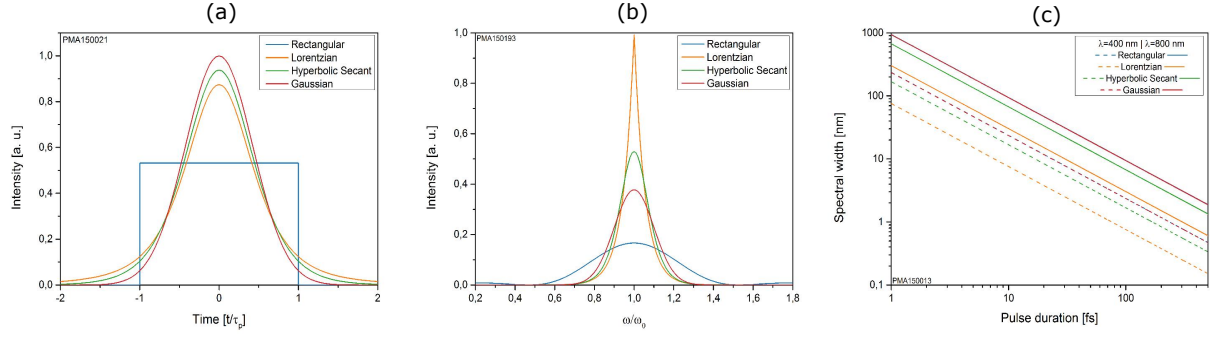 (a)
PMA150021
Rectangular
Lorentzian
Hyperbolic Secant
Gaussian
Intensity [a. u.]
1,0
0,8
0,6
0,4
0,2
0,0
-2
-1
0
1
2
Time [t/τp]
(b)
PMA150193
Rectangular
Lorentzian
Hyperbolic Secant
Gaussian
Intensity [a. u.]
1,0
0,8
0,6
0,4
0,2
0,0
0,2
0,4
0,6
0,8
1,0
1,2
1,4
1,6
1,8
ω/ω0
(c)
λ=400 nm | λ=800 nm
Rectangular
Lorentzian
Hyperbolic Secant
Gaussian
Spectral width [nm]
1000
100
10
1
0,1
PMA150013
1
10
100
Pulse duration [fs]